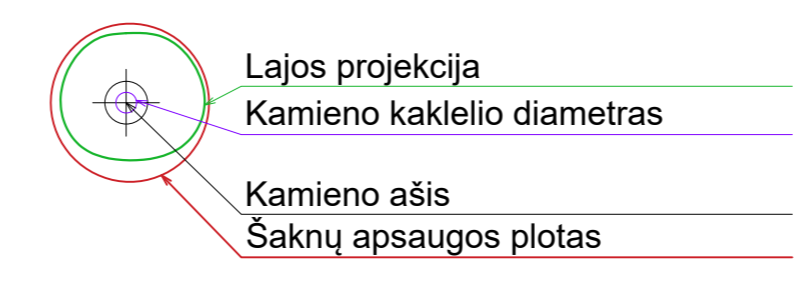 Lajos projekcija
Kamieno kaklelio diametras
Kamieno ašis
Šaknų apsaugos plotas